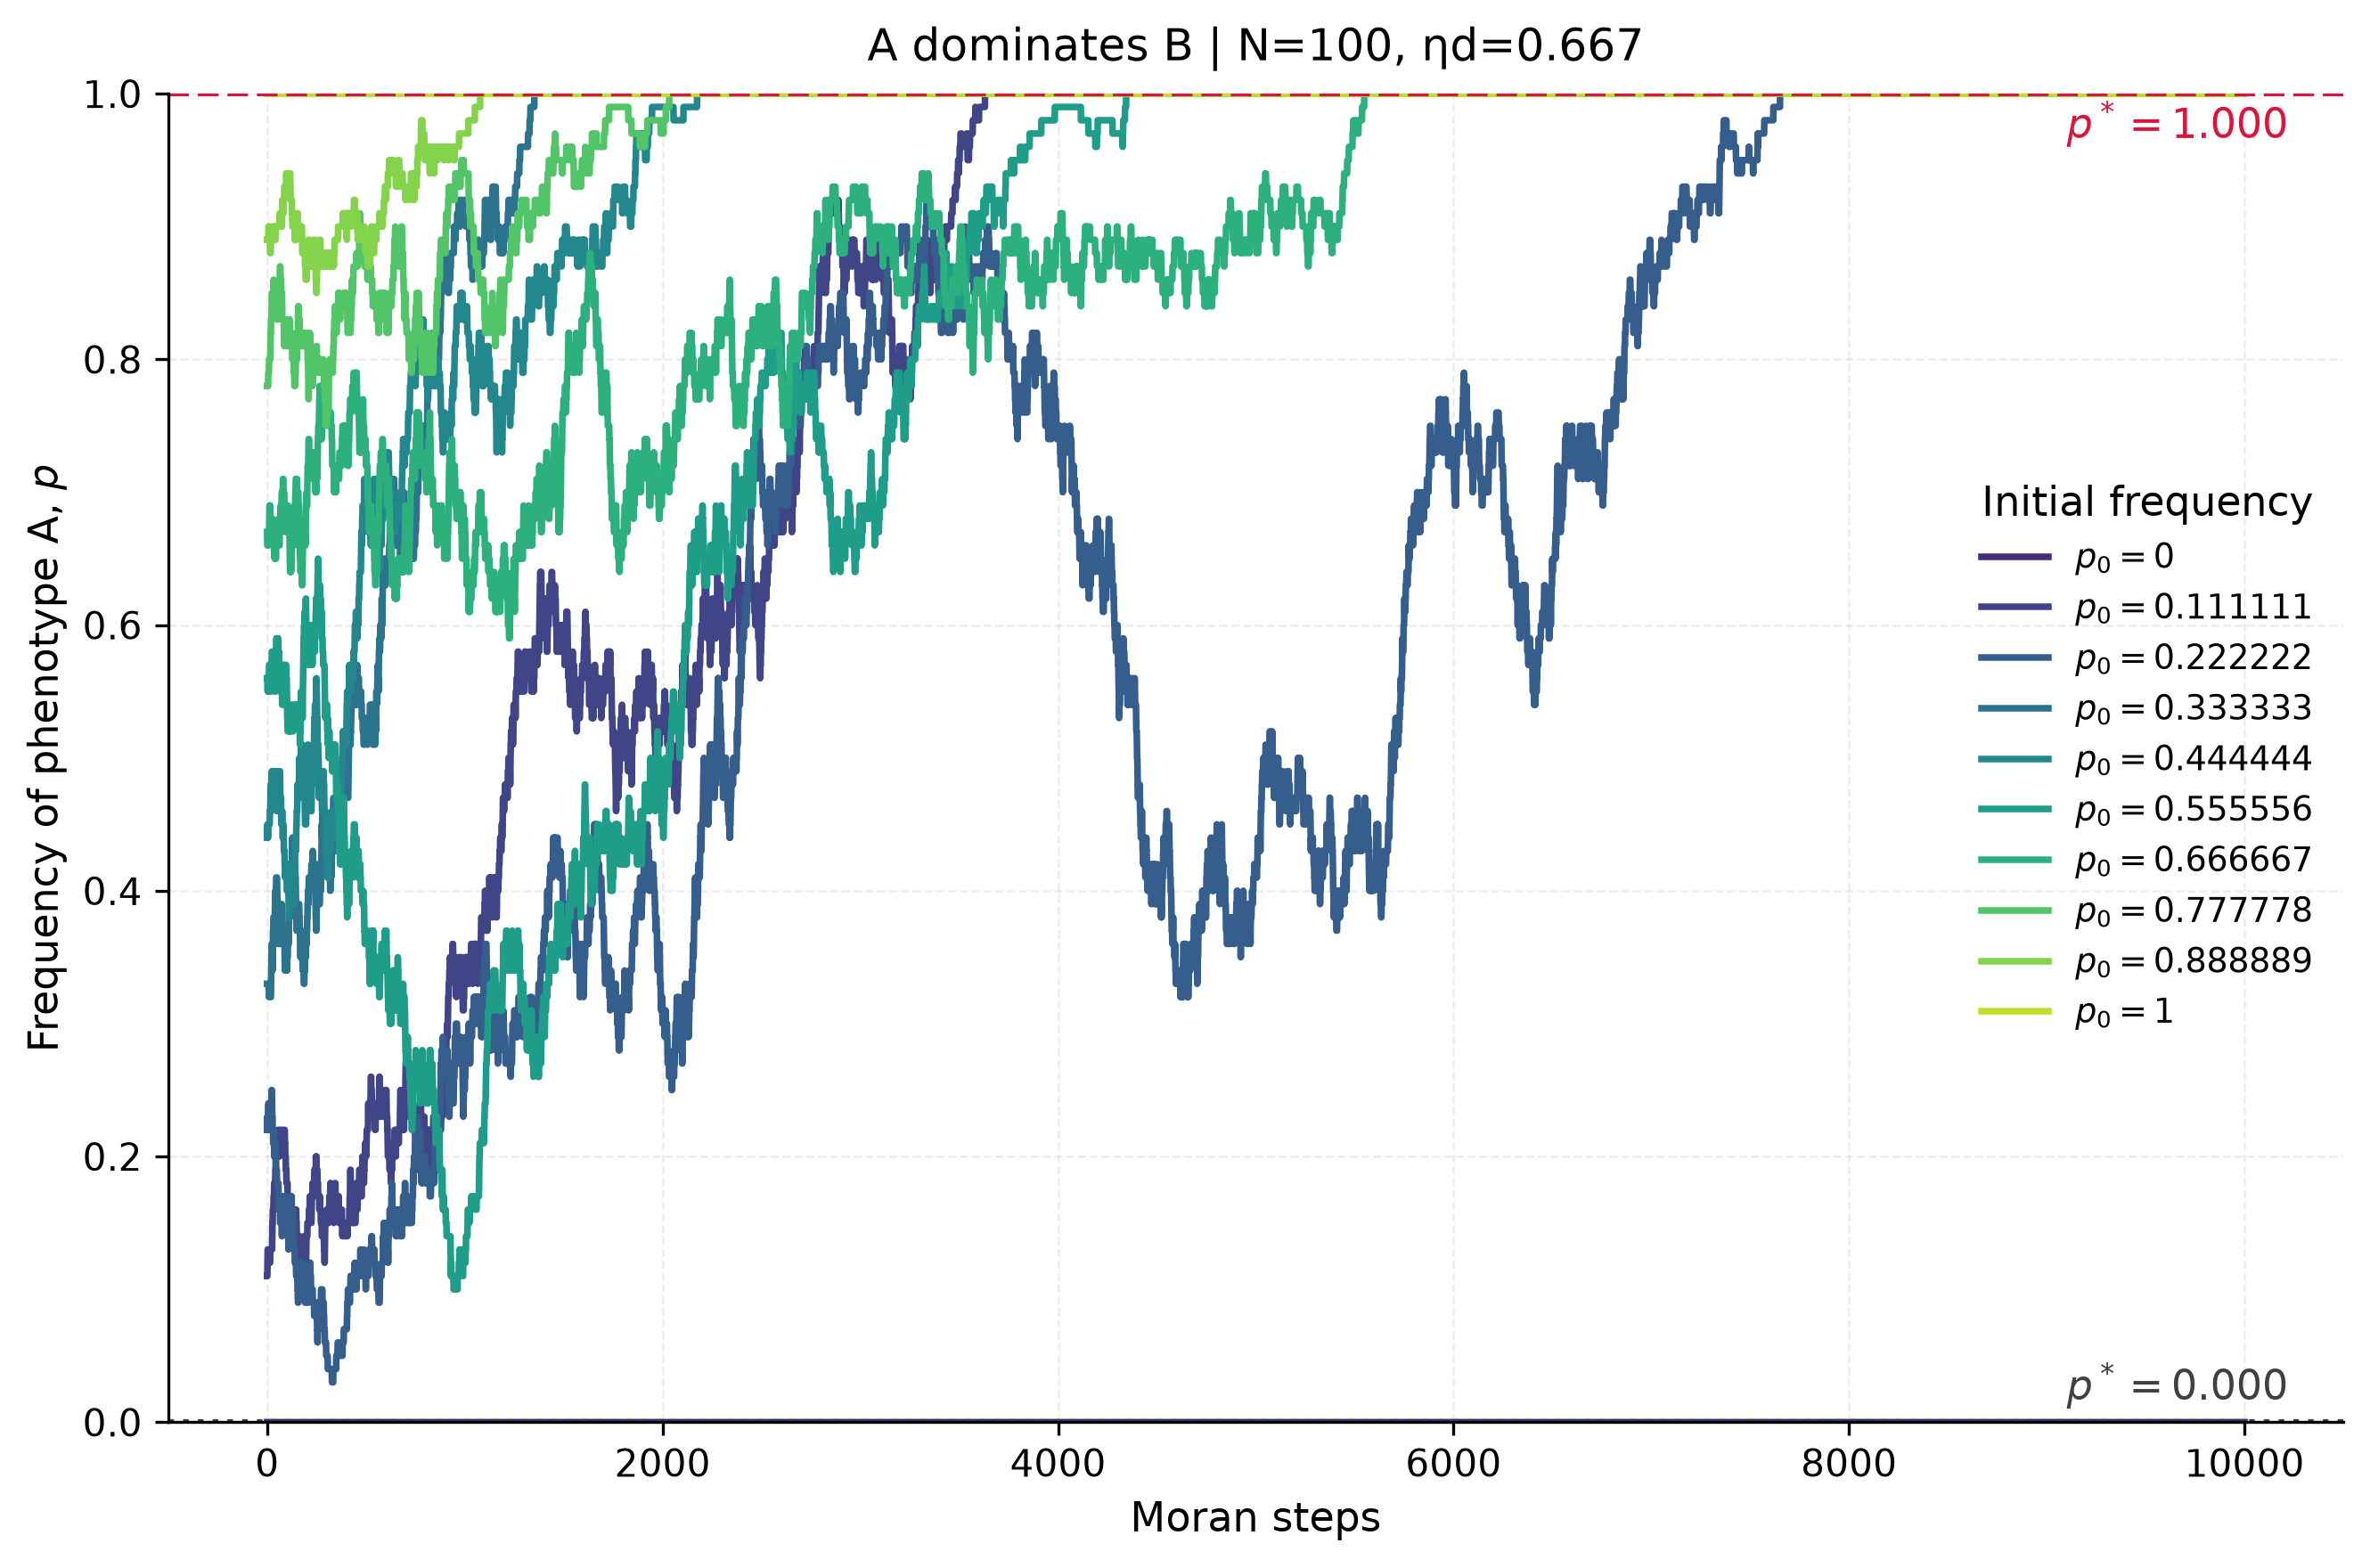 A dominates B | N=100, ηd=0.667
1.0
0.8
0.6
0.4
0.2
0.0
Frequency of phenotype A, p
p* = 1.000
Initial frequency
p₀ = 0
p₀ = 0.111111
p₀ = 0.222222
p₀ = 0.333333
p₀ = 0.444444
p₀ = 0.555556
p₀ = 0.666667
p₀ = 0.777778
p₀ = 0.888889
p₀ = 1
p* = 0.000
0 2000 4000 6000 8000 10000
Moran steps